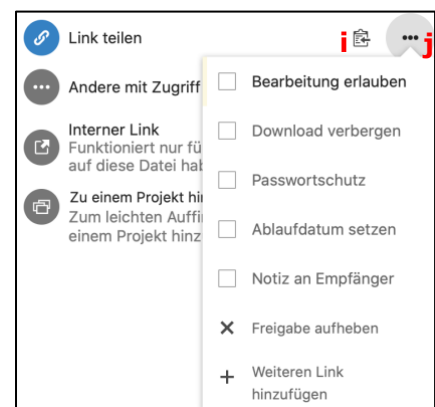 Link teilen
i
j
Andere mit Zugriff
Bearbeitung erlauben
Download verbergen
Interner Link
Funktioniert nur fü
auf diese Datei hab
Passwortschutz
Zu einem Projekt hi
Zum leichten Auffi
einem Projekt hinz
Ablaufdatum setzen
Notiz an Empfänger
Freigabe aufheben
Weiteren Link
hinzufügen